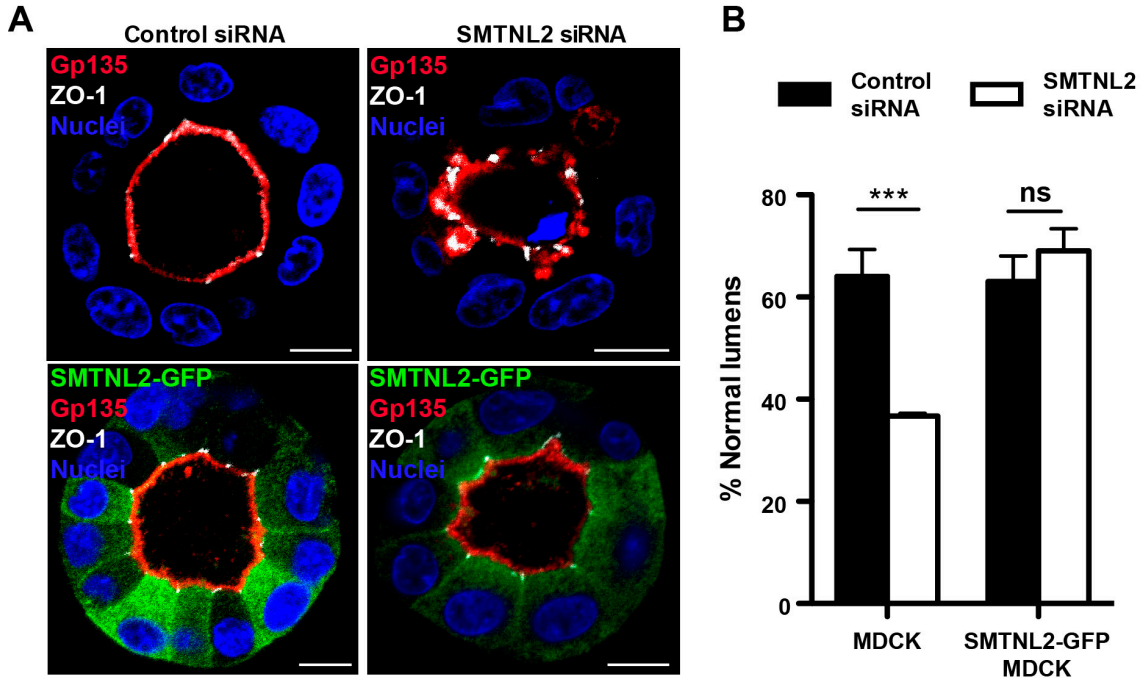 A
Control siRNA
SMTNL2 siRNA
Gp135
ZO-1
Nuclei
Gp135
ZO-1
Nuclei
SMTNL2-GFP
Gp135
ZO-1
Nuclei
SMTNL2-GFP
Gp135
ZO-1
Nuclei
B
Control
siRNA
SMTNL2
siRNA
% Normal lumens
80
60
40
20
0
***
ns
MDCK
SMTNL2-GFP
MDCK